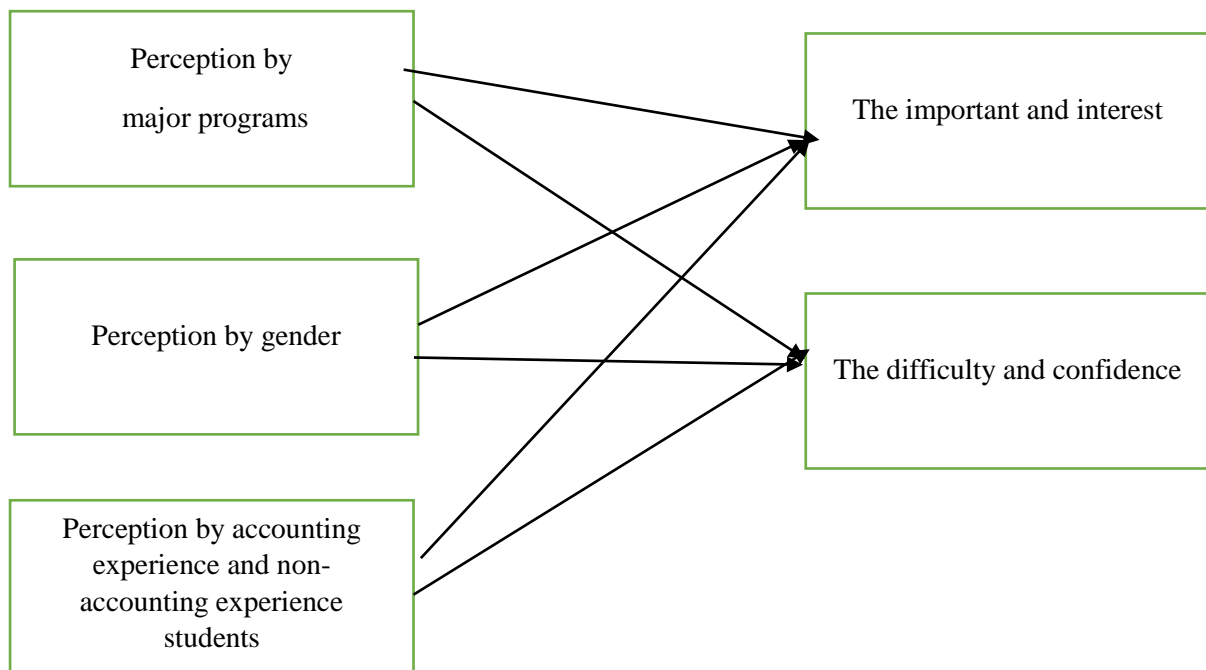 Perception by
major programs
The important and interest
Perception by gender
The difficulty and confidence
Perception by accounting
experience and non-
accounting experience
students